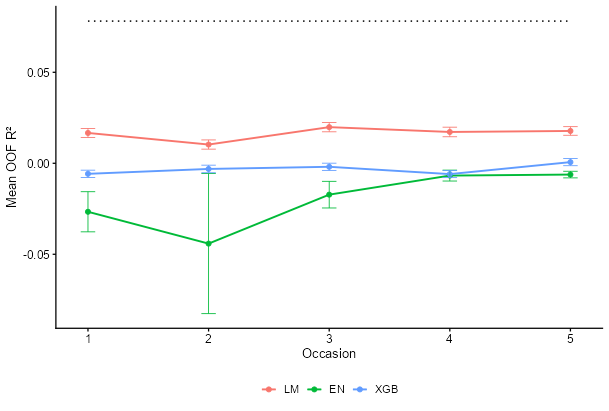 Mean OOF R²
0.05
0.00
-0.05
1 2 3 4 5
Occasion
LM EN XGB